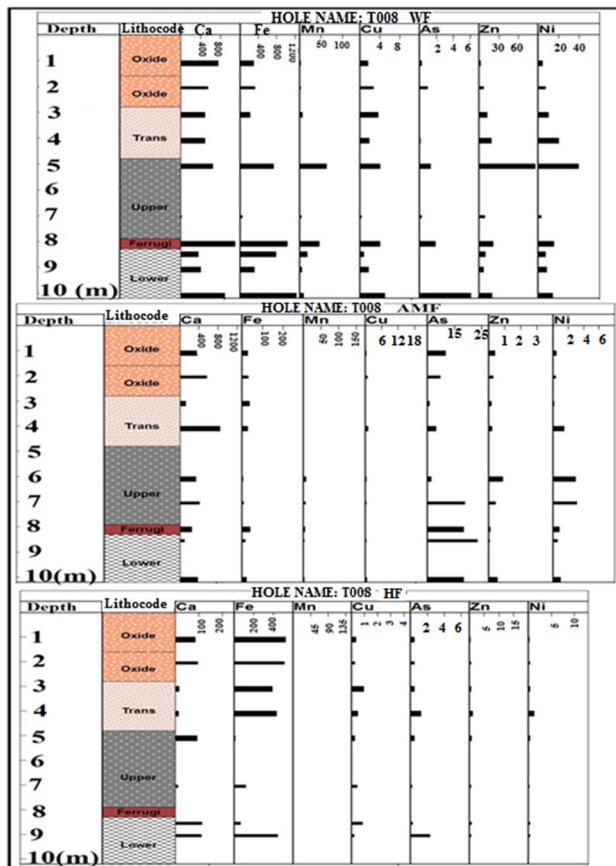 HOLE NAME: T008 WF
Depth Lithocode Ca Fe Mn Cu As Zn Ni
400 800 400 800 1200 50 100 4 8 2 4 6 30 60 20 40
1 Oxide
2 Oxide
3
Trans
4
5
6 Upper
7
8 Ferrugi
9 Lower
10 (m)
HOLE NAME: T008 AMF
Depth Lithocode Ca Fe Mn Cu As Zn Ni
400 800 1200 100 -200 50 100 150 6 12 18 15 25 1 2 3 2 4 6
1 Oxide
2 Oxide
3
4 Trans
5
6 Upper
7
8 Ferrugi
9
Lower
10(m)
HOLE NAME: T008 HF
Depth Lithocode Ca Fe Mn Cu As Zn Ni
100 200 200 400 45 90 135 1 2 3 4 2 4 6 5 10 15 5 10
1 Oxide
2 Oxide
3
4 Trans
5
6
7 Upper
8 Ferrugi
9 Lower
10(m)